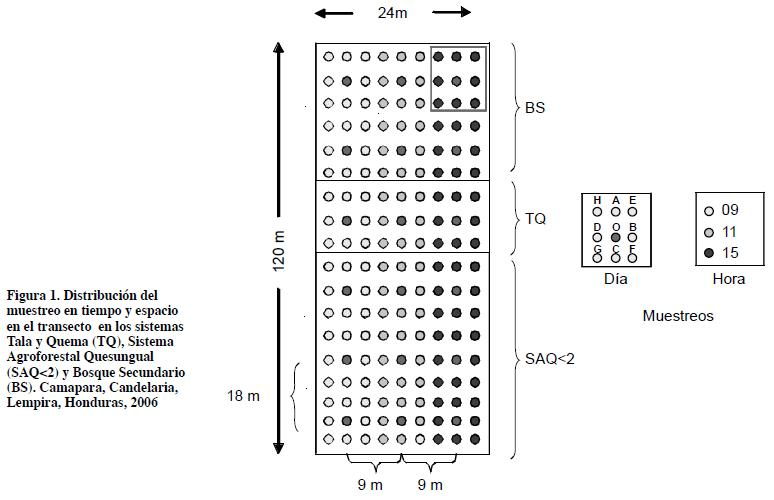 24m
BS
TQ
120 m
H A E
D O B
G C F
Día
09
11
15
Hora
Muestreos
Figura 1. Distribución del
muestreo en tiempo y espacio
en el transecto en los sistemas
Tala y Quema (TQ), Sistema
Agroforestal Quesungual
(SAQ<2) y Bosque Secundario
(BS). Camapara, Candelaria,
Lempira, Honduras, 2006
SAQ<2
18 m
9 m
9 m